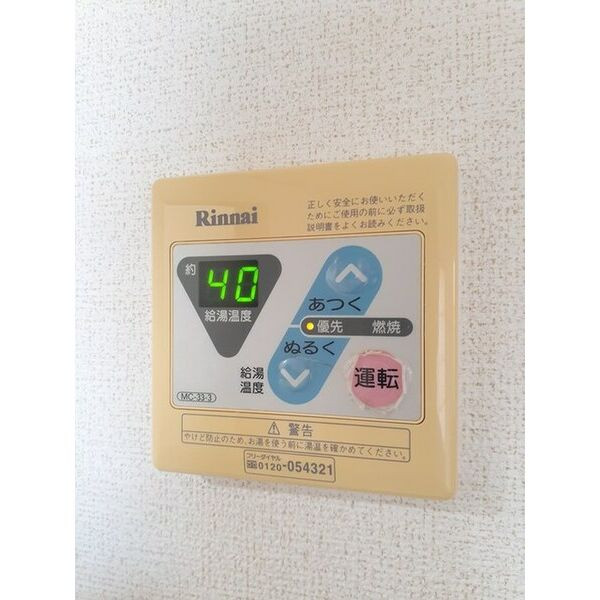 Rinnai
正しく安全にお使いいただく
ためにご使用の前に必ず取扱
説明書をよくお読みください。
約
40
給湯温度
あつく
優先 燃焼
ぬるく
給湯
温度
運転
MC-33-3
警告
やけど防止のため、お湯を使う前に湯温を確かめてください。
フリーダイヤル
0120-054321